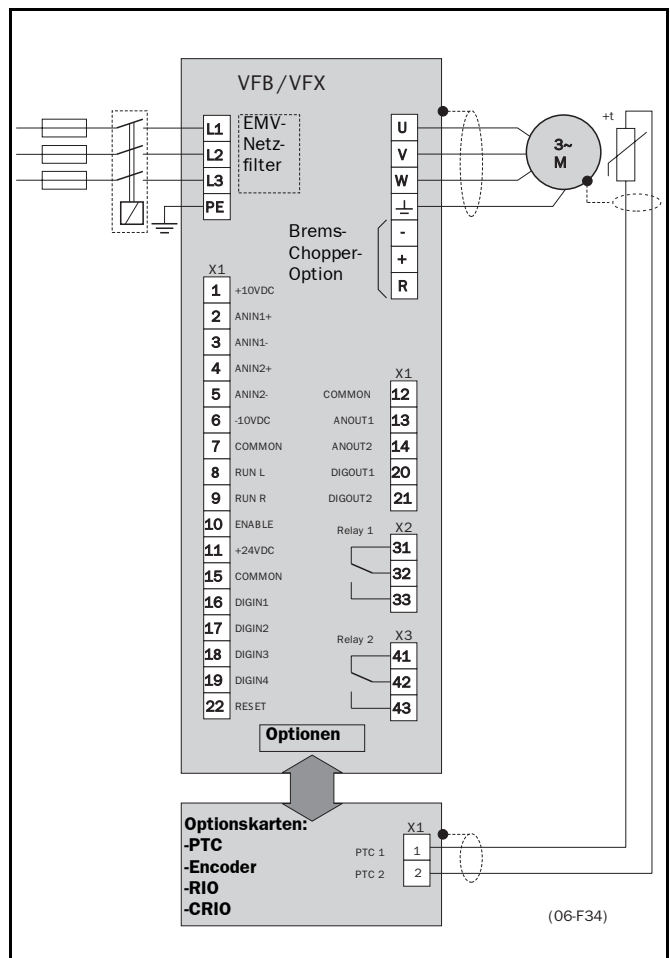 VFB/VFX
L1
L2
L3
PE
EMV-
Netz-
filter
U
V
W
-
+
R
3~
M
+t
Brems-
Chopper-
Option
X1
1 +10VDC
2 ANIN1+
3 ANIN1-
4 ANIN2+
5 ANIN2-
6 -10VDC
7 COMMON
8 RUN L
9 RUN R
10 ENABLE
11 +24VDC
15 COMMON
16 DIGIN1
17 DIGIN2
18 DIGIN3
19 DIGIN4
22 RESET
X1
COMMON 12
ANOUT1 13
ANOUT2 14
DIGOUT1 20
DIGOUT2 21
Relay 1 X2
31
32
33
Relay 2 X3
41
42
43
Optionen
Optionskarten:
-PTC
-Encoder
-RIO
-CRIO
X1
PTC 1 1
PTC 2 2
(06-F34)